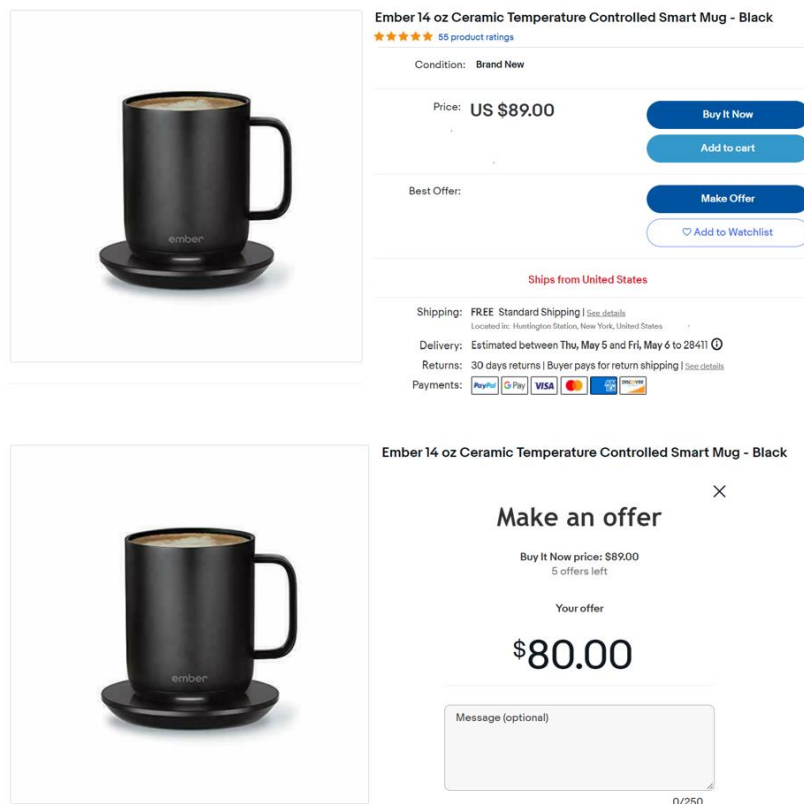 Ember 14 oz Ceramic Temperature Controlled Smart Mug - Black
55 product ratings
Condition: Brand New
Price: US $89.00
Buy It Now
Add to cart
Best Offer:
Make Offer
Add to Watchlist
Ships from United States
ember
Shipping: FREE Standard Shipping | See details
Located in: Huntington Station, New York, United States
Delivery: Estimated between Thu, May 5 and Fri, May 6 to 28411
Returns: 30 days returns | Buyer pays for return shipping | See details
Payments: PayPal G Pay VISA AM EX DISCOVER
Ember 14 oz Ceramic Temperature Controlled Smart Mug - Black
Make an offer
Buy It Now price: $89.00
5 offers left
Your offer
$80.00
ember
Message (optional)
0/250